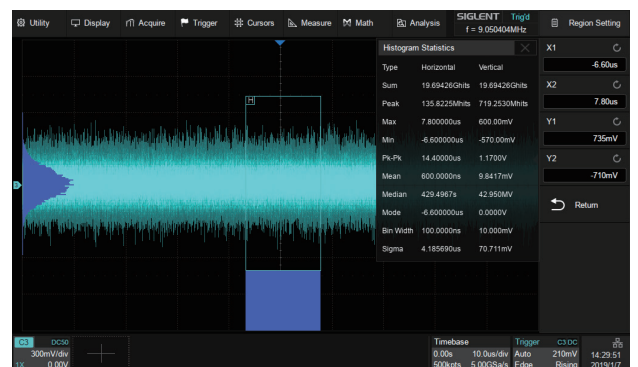 Utility Display Acquire Trigger Cursors Measure Math Analysis SIGLENT Trig'd Region Setting
f = 9.050404MHz
Histogram Statistics
Type Horizontal Vertical
Sum 19.69426Ghits 19.69426Ghits
Peak 135.8225Mhits 719.2530Mhits
Max 7.800000us 600.00mV
Min -6.600000us -570.00mV
Pk-Pk 14.40000us 1.1700V
Mean 600.0000ns 9.8417mV
Median 429.4967s 42.950MV
Mode -6.600000us 0.0000V
Bin Width 100.0000ns 10.000mV
Sigma 4.185690us 70.711mV
X1
-6.60us
X2
7.80us
Y1
735mV
Y2
-710mV
Return
H
C3 DC50
300mV/div
1X 0.00V
Timebase
0.00s 10.0us/div
500kpts 5.00GSa/s
Trigger C3 DC
Auto 210mV
Edge Rising
14:29:51
2019/1/7